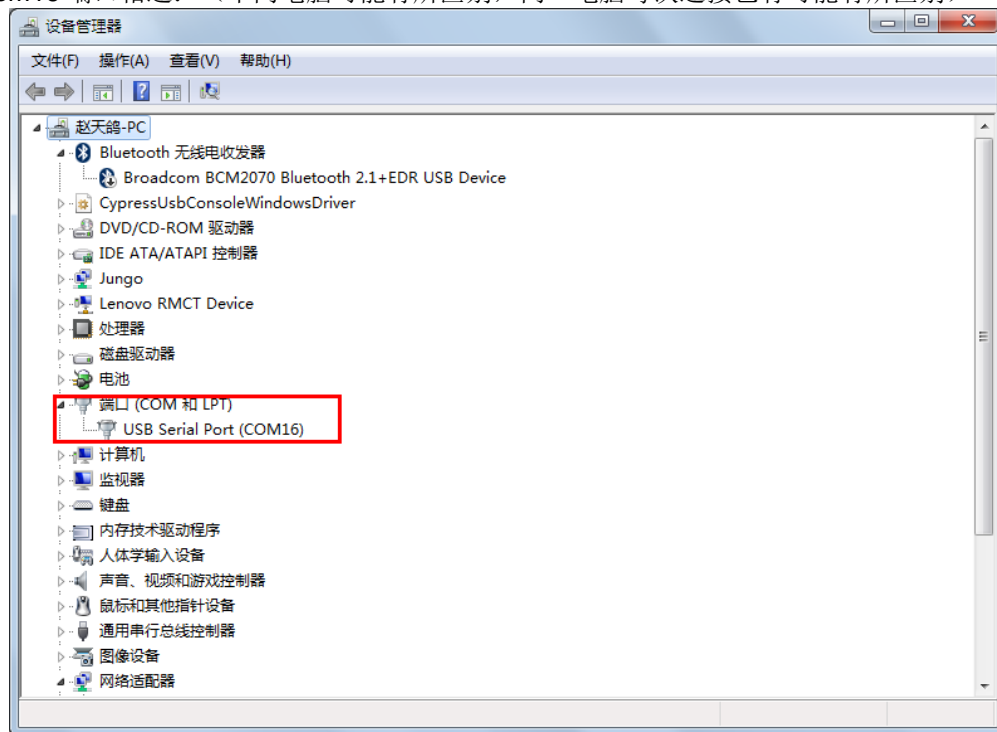 设备管理器
文件(F) 操作(A) 查看(V) 帮助(H)
赵天鸽-PC
Bluetooth 无线电收发器
Broadcom BCM2070 Bluetooth 2.1+EDR USB Device
CypressUsbConsoleWindowsDriver
DVD/CD-ROM 驱动器
IDE ATA/ATAPI 控制器
Jungo
Lenovo RMCT Device
处理器
磁盘驱动器
电池
端口 (COM 和 LPT)
USB Serial Port (COM16)
计算机
监视器
键盘
内存技术驱动程序
人体学输入设备
声音、视频和游戏控制器
鼠标和其他指针设备
通用串行总线控制器
图像设备
网络适配器